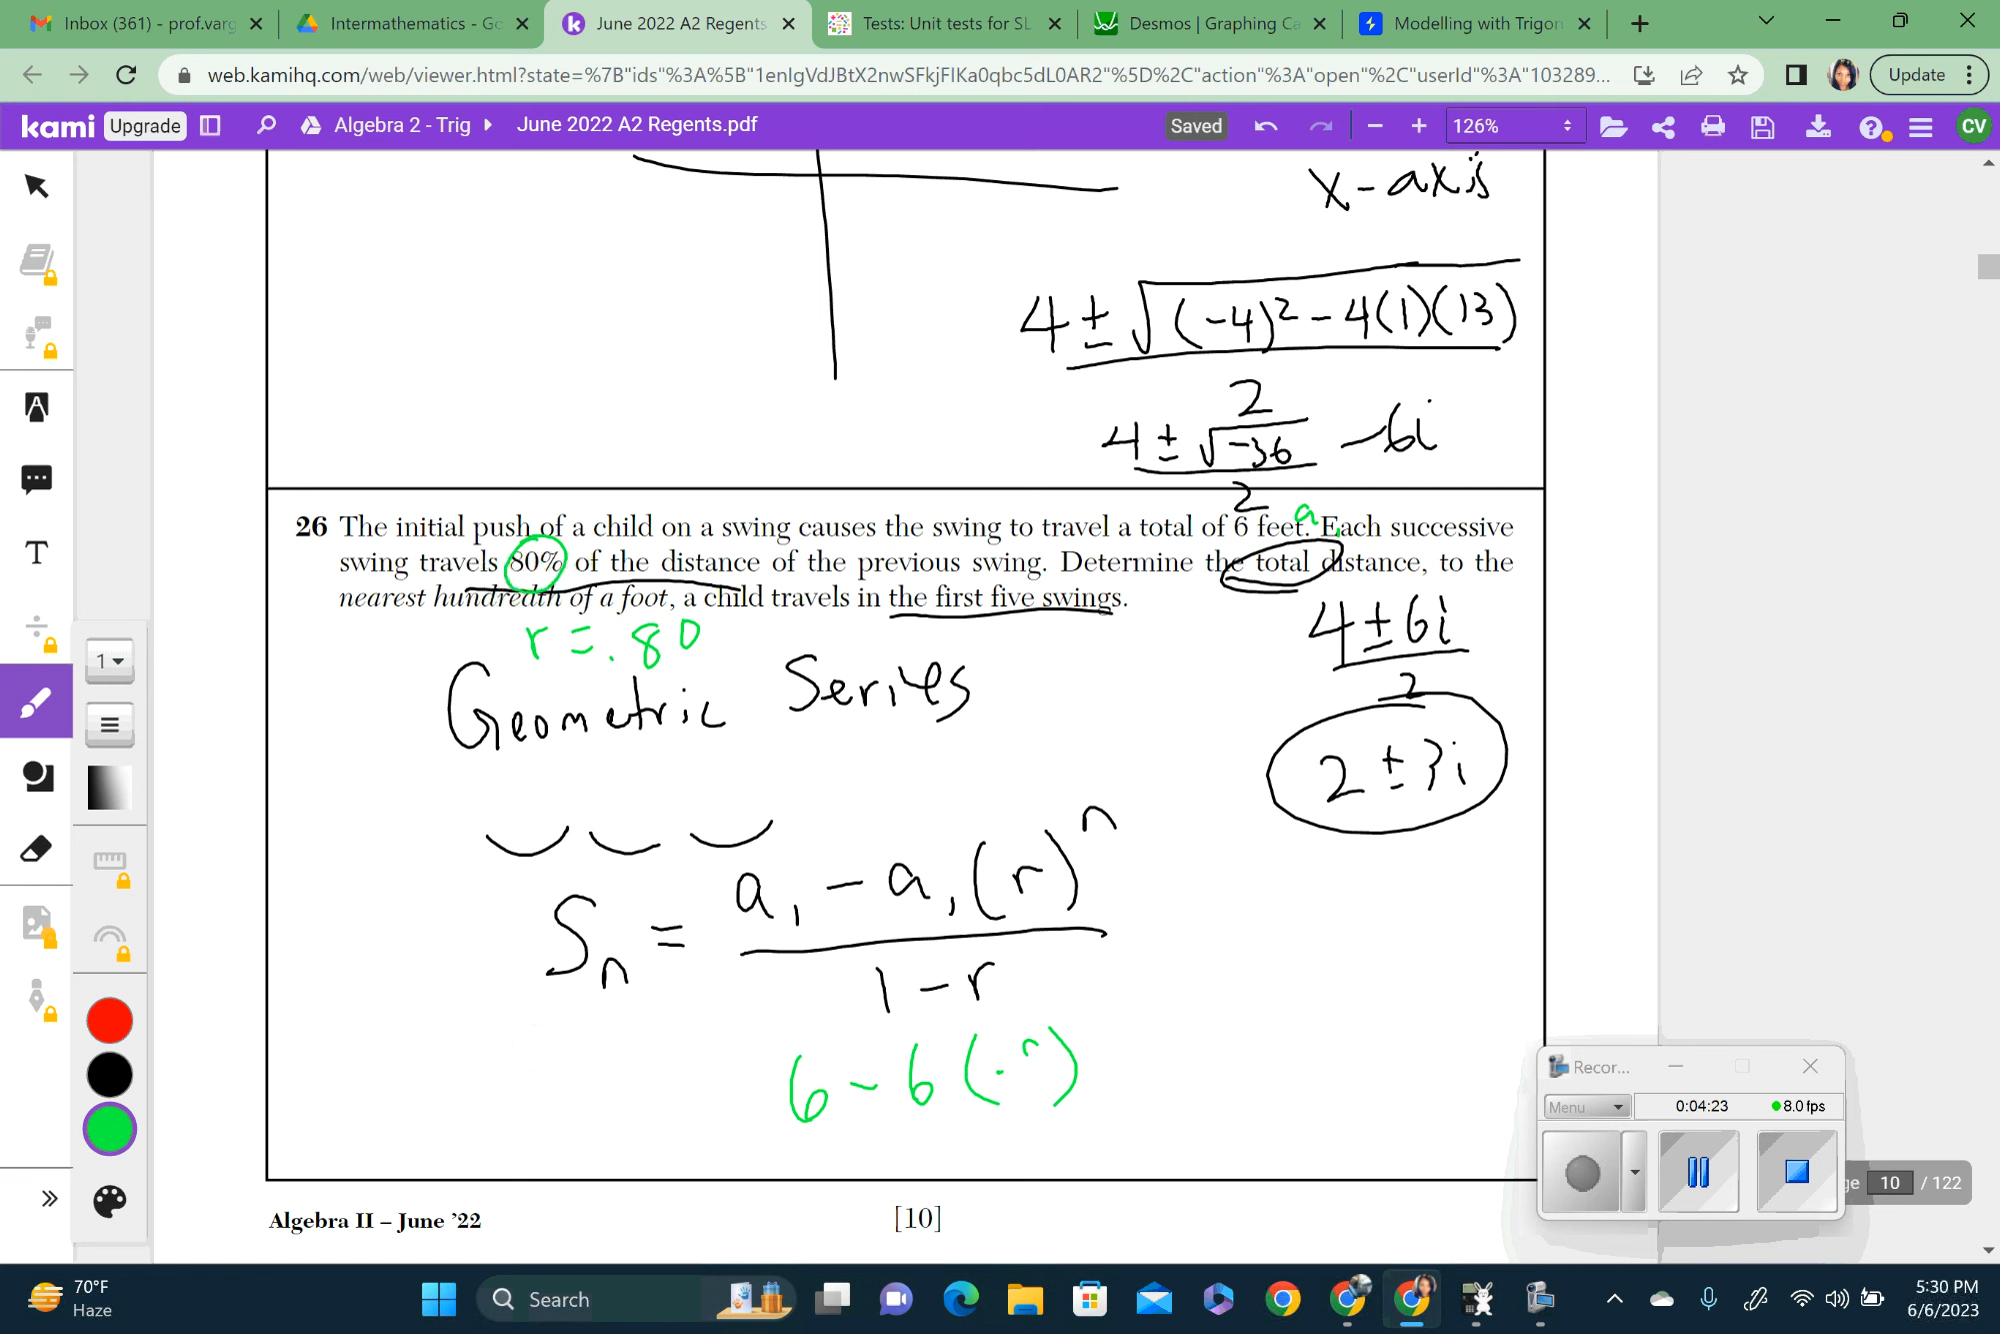 Inbox (361) - prof.varg
Intermathematics - Go
June 2022 A2 Regents
Tests: Unit tests for SL
Desmos | Graphing Ca
Modelling with Trigon
web.kamihq.com/web/viewer.html?state=%7B"ids"%3A%5B"1enIgVdJBtX2nwSFkjFIKa0qbc5dL0AR2"%5D%2C"action"%3A"open"%2C"userId"%3A"103289...
Update
kami Upgrade
Algebra 2 - Trig
June 2022 A2 Regents.pdf
Saved
126%
CV
x-axis
4 ± √(-4)² - 4(1)(13)
2
4 ± √-36 - 6i
2
a₁
26 The initial push of a child on a swing causes the swing to travel a total of 6 feet. Each successive
swing travels 80% of the distance of the previous swing. Determine the total distance, to the
nearest hundredth of a foot, a child travels in the first five swings.
r = .80
4 ± 6i
2
Geometric Series
2 ± 3i
Sn = a₁ - a₁(r)ⁿ
1 - r
6 - 6(.
T
1
Recor...
Menu
0:04:23
8.0 fps
ge 10 / 122
Algebra II – June ’22
[10]
70°F
Haze
Search
5:30 PM
6/6/2023